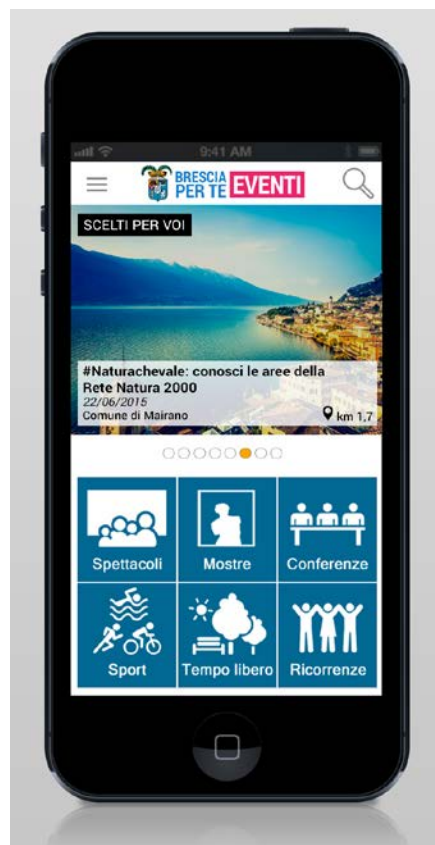 9:41 AM
BRESCIA
PER TE EVENTI
SCELTI PER VOI
#Naturachevale: conosci le aree della
Rete Natura 2000
22/06/2015
Comune di Mairano
km 1,7
Spettacoli
Mostre
Conferenze
Sport
Tempo libero
Ricorrenze